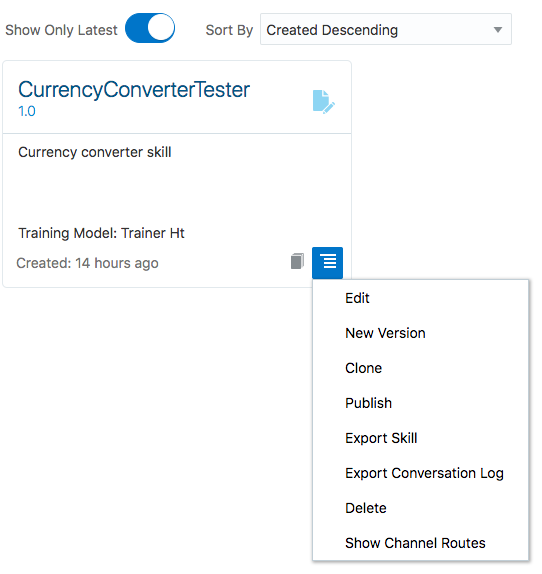 Show Only Latest
Sort By
Created Descending
CurrencyConverterTester
1.0
Currency converter skill
Training Model: Trainer Ht
Created: 14 hours ago
Edit
New Version
Clone
Publish
Export Skill
Export Conversation Log
Delete
Show Channel Routes